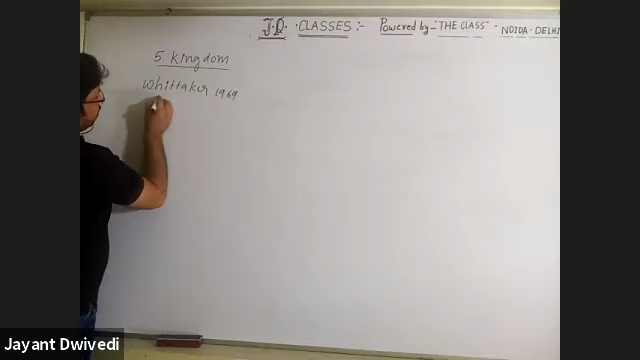 J.D. CLASSES :- Powered by - "THE CLASS" - NOIDA - DELHI
5 Kingdom
Whittaker 1969
Jayant Dwivedi